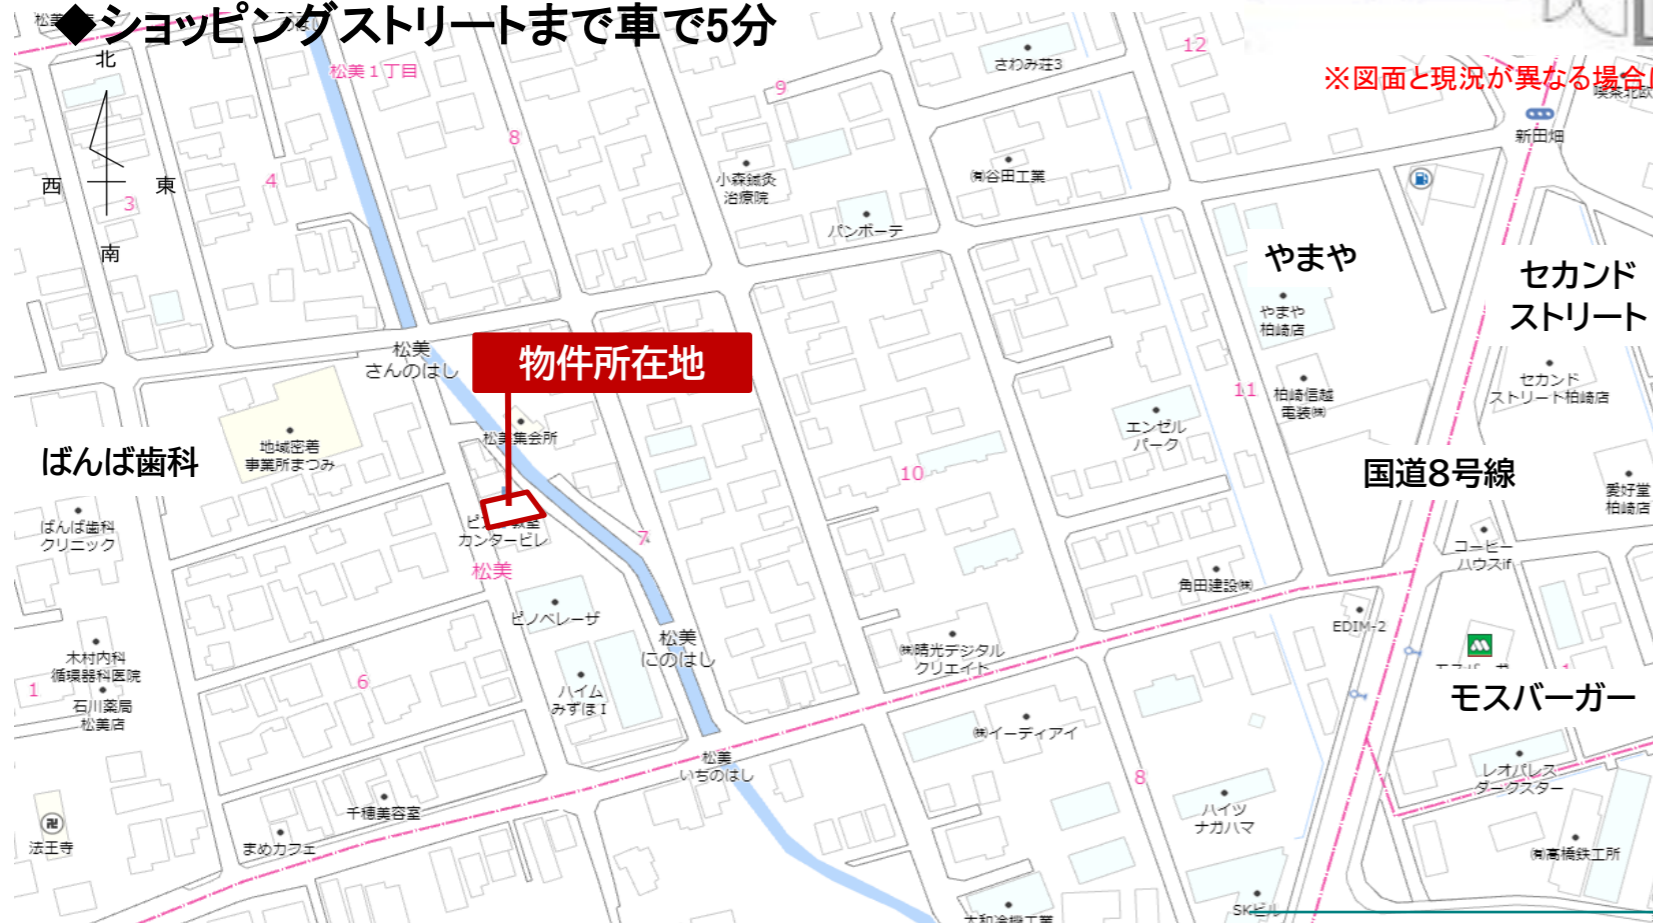 ◆ショッピングストリートまで車で5分
※図面と現況が異なる場合
北
西
東
南
松美１丁目
3
4
8
9
12
さわみ荘3
小森鍼灸
治療院
パンボーテ
㈲谷田工業
新田畑
やまや
やまや
柏崎店
セカンド
ストリート
セカンド
ストリート柏崎店
11
柏崎信越
電装㈱
松美
さんのはし
物件所在地
松美集会所
地域密着
事業所まつみ
ばんば歯科
ばんば歯科
クリニック
カンタービレ
松美
7
10
エンゼル
パーク
国道8号線
愛好堂
柏崎店
コーヒー
ハウスif
角田建設㈱
EDIM-2
ピノベレーザ
松美
にのはし
㈱晴光デジタル
クリエイト
木村内科
循環器科医院
石川薬局
松美店
1
6
ハイム
みずほⅠ
モスバーガー
㈱イーディアイ
松美
いちのはし
レオパレス
ダークスター
8
ハイツ
ナガハマ
千穂美容室
まめカフェ
法王寺
㈲高橋鉄工所
SKビル
大和冷機工業